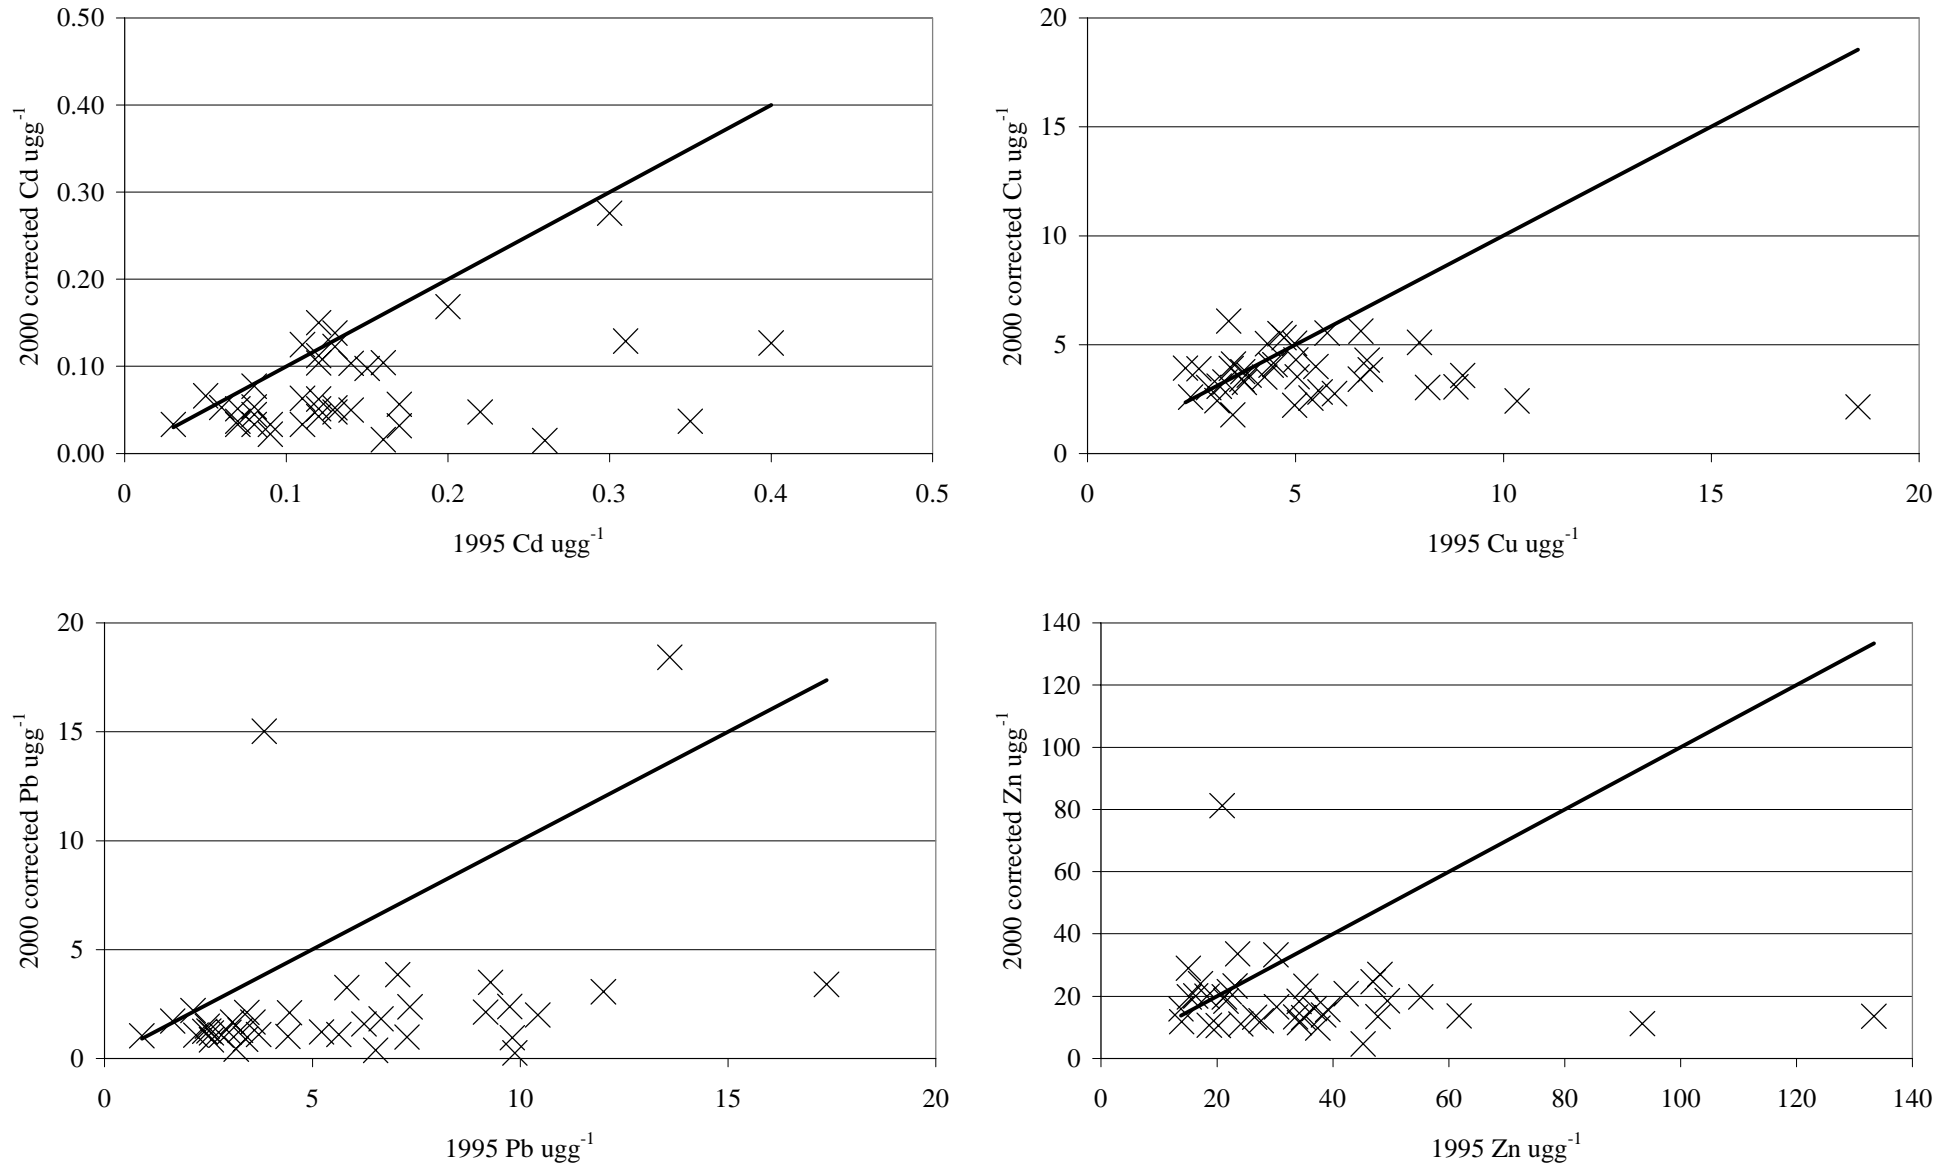 0.50
0.40
0.30
0.20
0.10
0.00
2000 corrected Cd ugg-1
0 0.1 0.2 0.3 0.4 0.5
1995 Cd ugg-1
20
15
10
5
0
2000 corrected Cu ugg-1
0 5 10 15 20
1995 Cu ugg-1
20
15
10
5
0
2000 corrected Pb ugg-1
0 5 10 15 20
1995 Pb ugg-1
140
120
100
80
60
40
20
0
2000 corrected Zn ugg-1
0 20 40 60 80 100 120 140
1995 Zn ugg-1